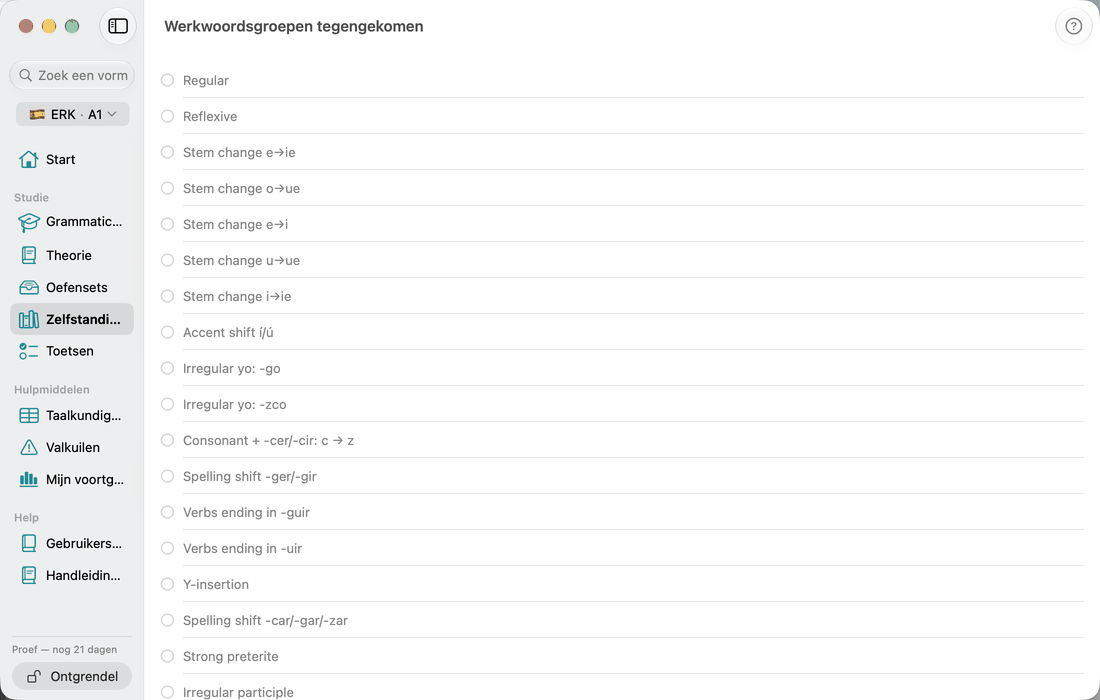 Werkwoordsgroepen tegengekomen
Zoek een vorm
ERK · A1
Start
Studie
Grammatic...
Theorie
Oefensets
Zelfstandi...
Toetsen
Hulpmiddelen
Taalkundig...
Valkuilen
Mijn voortg...
Help
Gebruikers...
Handleidin...
Proef — nog 21 dagen
Ontgrendel
Regular
Reflexive
Stem change e→ie
Stem change o→ue
Stem change e→i
Stem change u→ue
Stem change i→ie
Accent shift í/ú
Irregular yo: -go
Irregular yo: -zco
Consonant + -cer/-cir: c → z
Spelling shift -ger/-gir
Verbs ending in -guir
Verbs ending in -uir
Y-insertion
Spelling shift -car/-gar/-zar
Strong preterite
Irregular participle